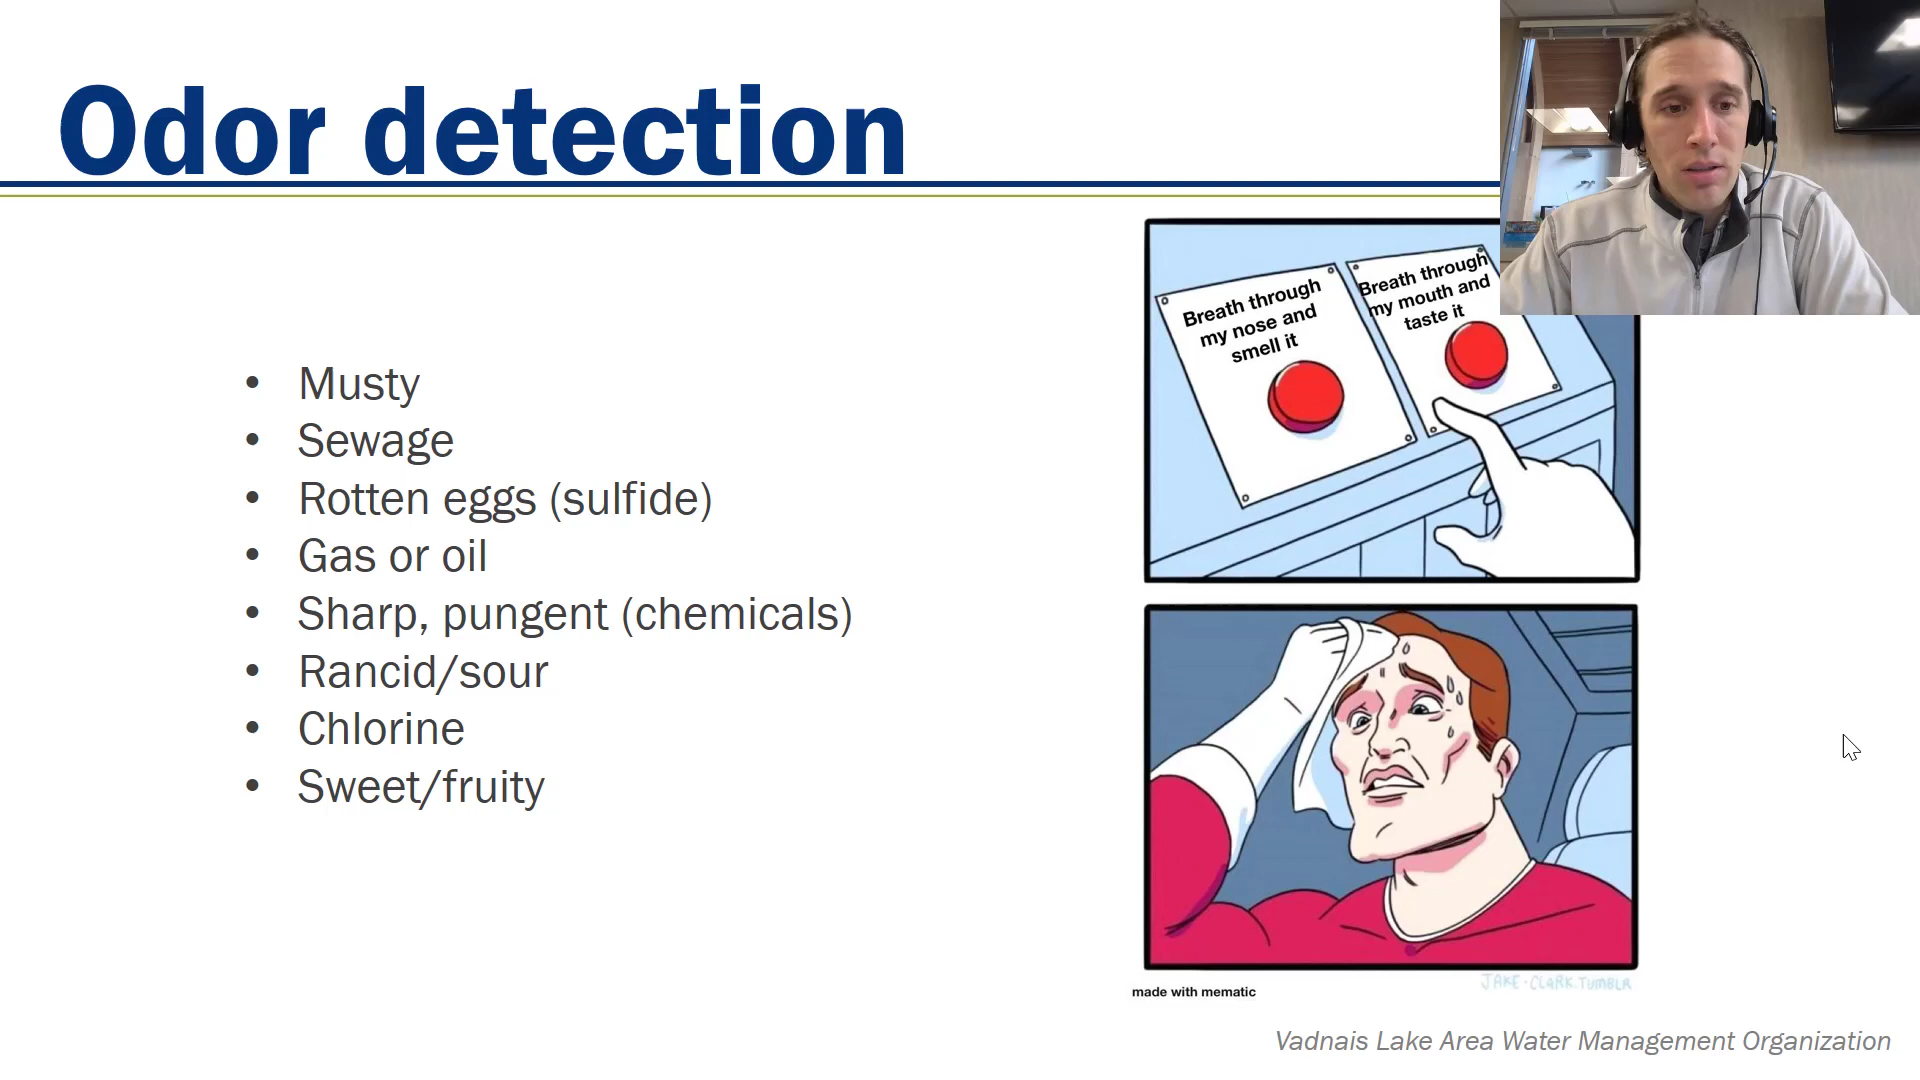 Odor detection
• Musty
• Sewage
• Rotten eggs (sulfide)
• Gas or oil
• Sharp, pungent (chemicals)
• Rancid/sour
• Chlorine
• Sweet/fruity
Breath through
my nose and
smell it
Breath through
my mouth and
taste it
JAKE-CLARK.TUMBLR
made with mematic
Vadnais Lake Area Water Management Organization